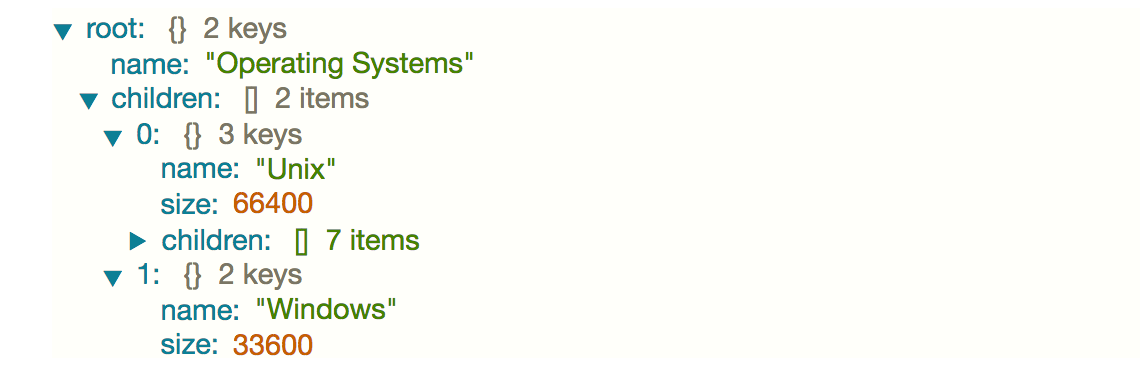 ▼ root: {} 2 keys
name: "Operating Systems"
▼ children: [] 2 items
▼ 0: {} 3 keys
name: "Unix"
size: 66400
▶ children: [] 7 items
▼ 1: {} 2 keys
name: "Windows"
size: 33600